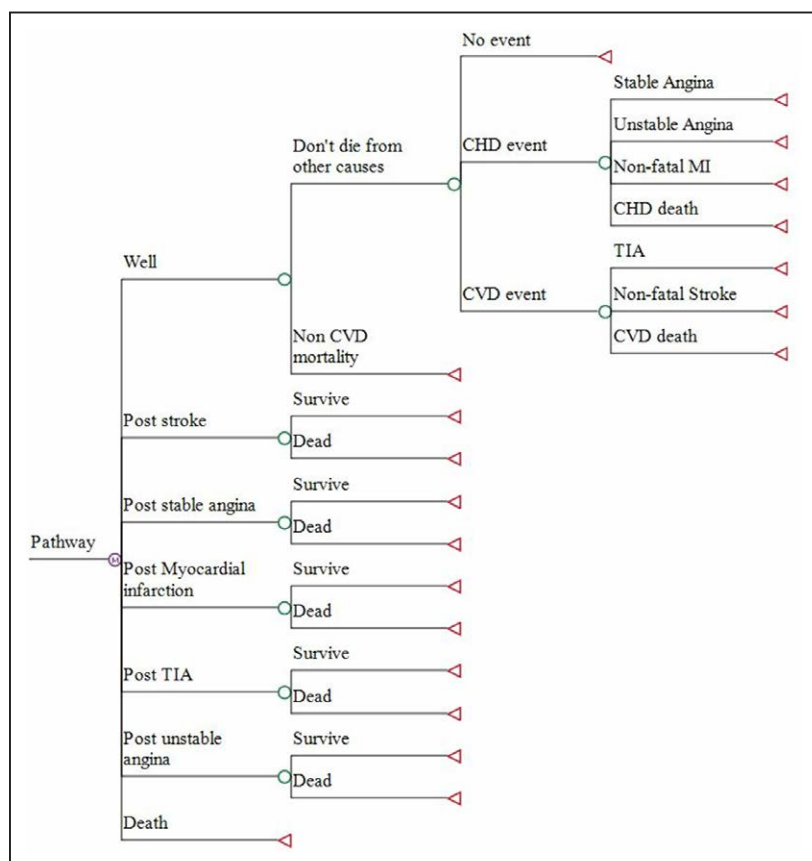 No event
Stable Angina
Unstable Angina
Don't die from
other causes
CHD event
Non-fatal MI
CHD death
TIA
Well
CVD event
Non-fatal Stroke
CVD death
Non CVD
mortality
Survive
Post stroke
Dead
Survive
Post stable angina
Dead
Pathway
M
Post Myocardial
infarction
Survive
Dead
Survive
Post TIA
Dead
Post unstable
angina
Survive
Dead
Death